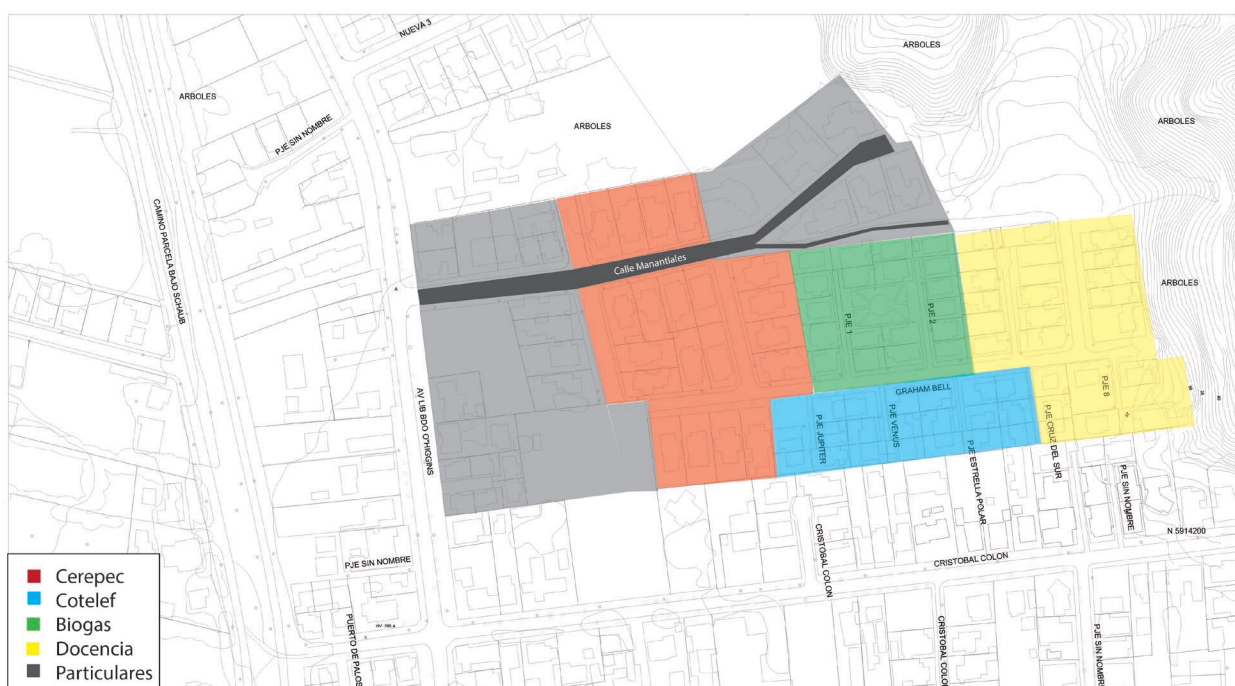 NUEVA 3
ARBOLES
ARBOLES
ARBOLES
ARBOLES
PJE SIN NOMBRE
CAMINO PARCELA BAJO SCHAUB
Calle Manantiales
ARBOLES
PJE 1
PJE 2
AV LIB BDO O'HIGGINS
GRAHAM BELL
PJE 8
PJE JUPITER
PJE VENUS
PJE ESTRELLA POLAR
PJE CRUZ DEL SUR
PJE SIN NOMBRE
N 5914200
CRISTOBAL COLON
CRISTOBAL COLON
PJE SIN NOMBRE
PUERTO DE PALOS
CRISTOBAL COLON
PJE SIN NOMBRE
Cerepec
Cotelef
Biogas
Docencia
Particulares